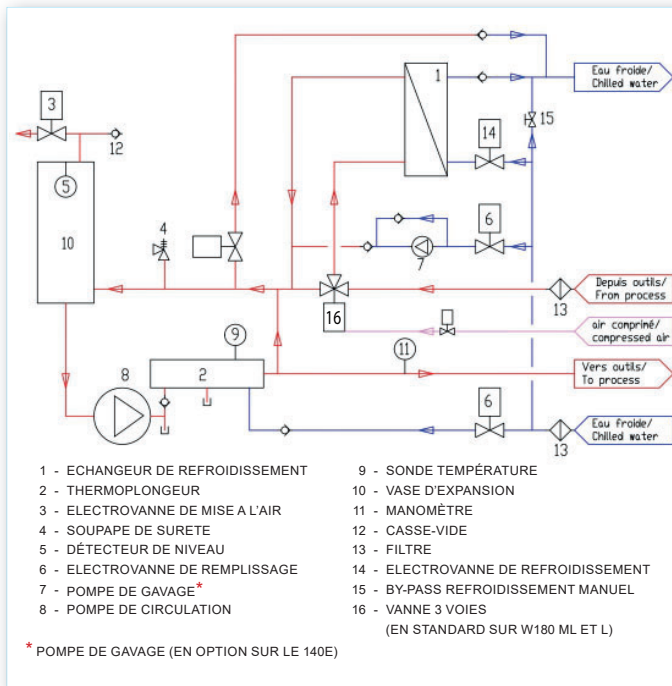 3
1
Eau froide/
Chilled water
12
14
15
5
4
6
10
7
16
Depuis outils/
From process
13
air comprimé/
compressed air
9
11
8
2
Vers outils/
To process
6
Eau froide/
Chilled water
13
1 - ECHANGEUR DE REFROIDISSEMENT
2 - THERMOPLONGEUR
3 - ELECTROVANNE DE MISE A L'AIR
4 - SOUPAPE DE SURETE
5 - DÉTECTEUR DE NIVEAU
6 - ELECTROVANNE DE REMPLISSAGE
7 - POMPE DE GAVAGE*
8 - POMPE DE CIRCULATION
9 - SONDE TEMPÉRATURE
10 - VASE D'EXPANSION
11 - MANOMÈTRE
12 - CASSE-VIDE
13 - FILTRE
14 - ELECTROVANNE DE REFROIDISSEMENT
15 - BY-PASS REFROIDISSEMENT MANUEL
16 - VANNE 3 VOIES
(EN STANDARD SUR W180 ML ET L)
* POMPE DE GAVAGE (EN OPTION SUR LE 140E)